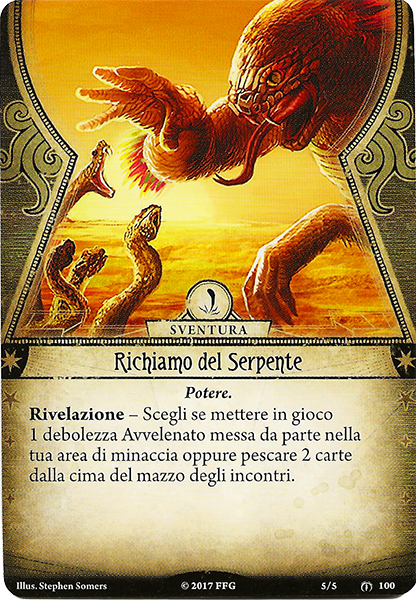 SVENTURA
Richiamo del Serpente
Potere.
Rivelazione – Scegli se mettere in gioco
1 debolezza Avvelenato messa da parte nella
tua area di minaccia oppure pescare 2 carte
dalla cima del mazzo degli incontri.
Illus. Stephen Somers © 2017 FFG 5/5 100